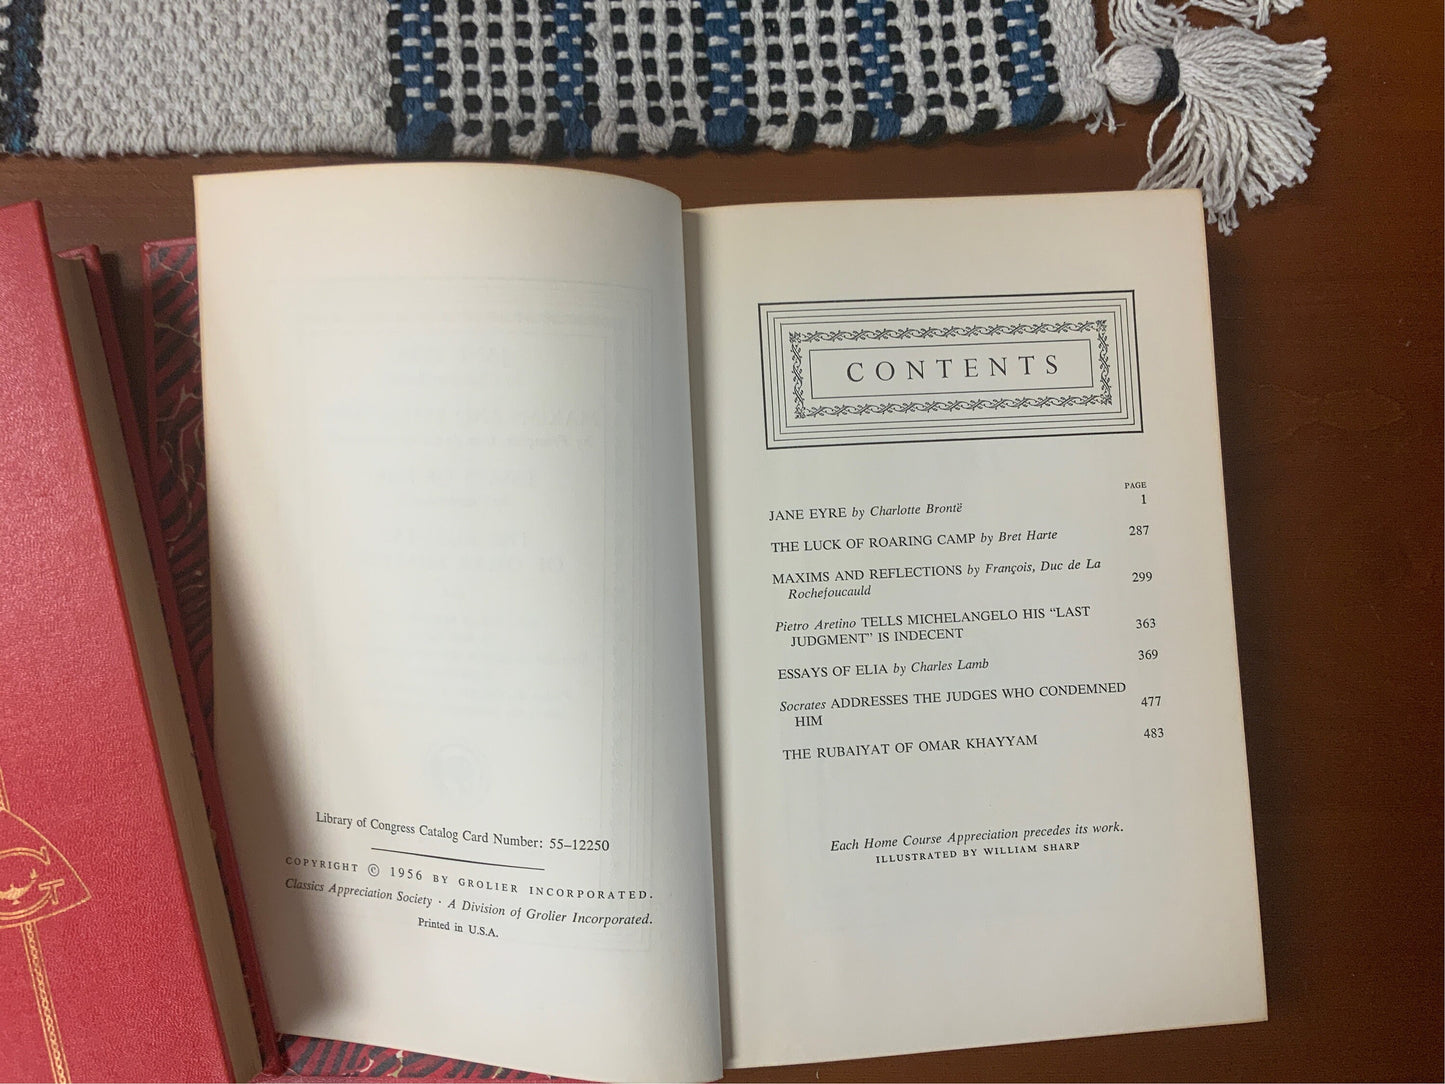 Library of Congress Catalog Card Number: 55–12250
COPYRIGHT © 1956 BY GROLIER INCORPORATED.
Classics Appreciation Society · A Division of Grolier Incorporated.
Printed in U.S.A.
CONTENTS
PAGE
JANE EYRE by Charlotte Brontë 1
THE LUCK OF ROARING CAMP by Bret Harte 287
MAXIMS AND REFLECTIONS by François, Duc de La
Rochefoucauld 299
Pietro Aretino TELLS MICHELANGELO HIS “LAST
JUDGMENT” IS INDECENT 363
ESSAYS OF ELIA by Charles Lamb 369
Socrates ADDRESSES THE JUDGES WHO CONDEMNED
HIM 477
THE RUBAIYAT OF OMAR KHAYYAM 483
Each Home Course Appreciation precedes its work.
ILLUSTRATED BY WILLIAM SHARP